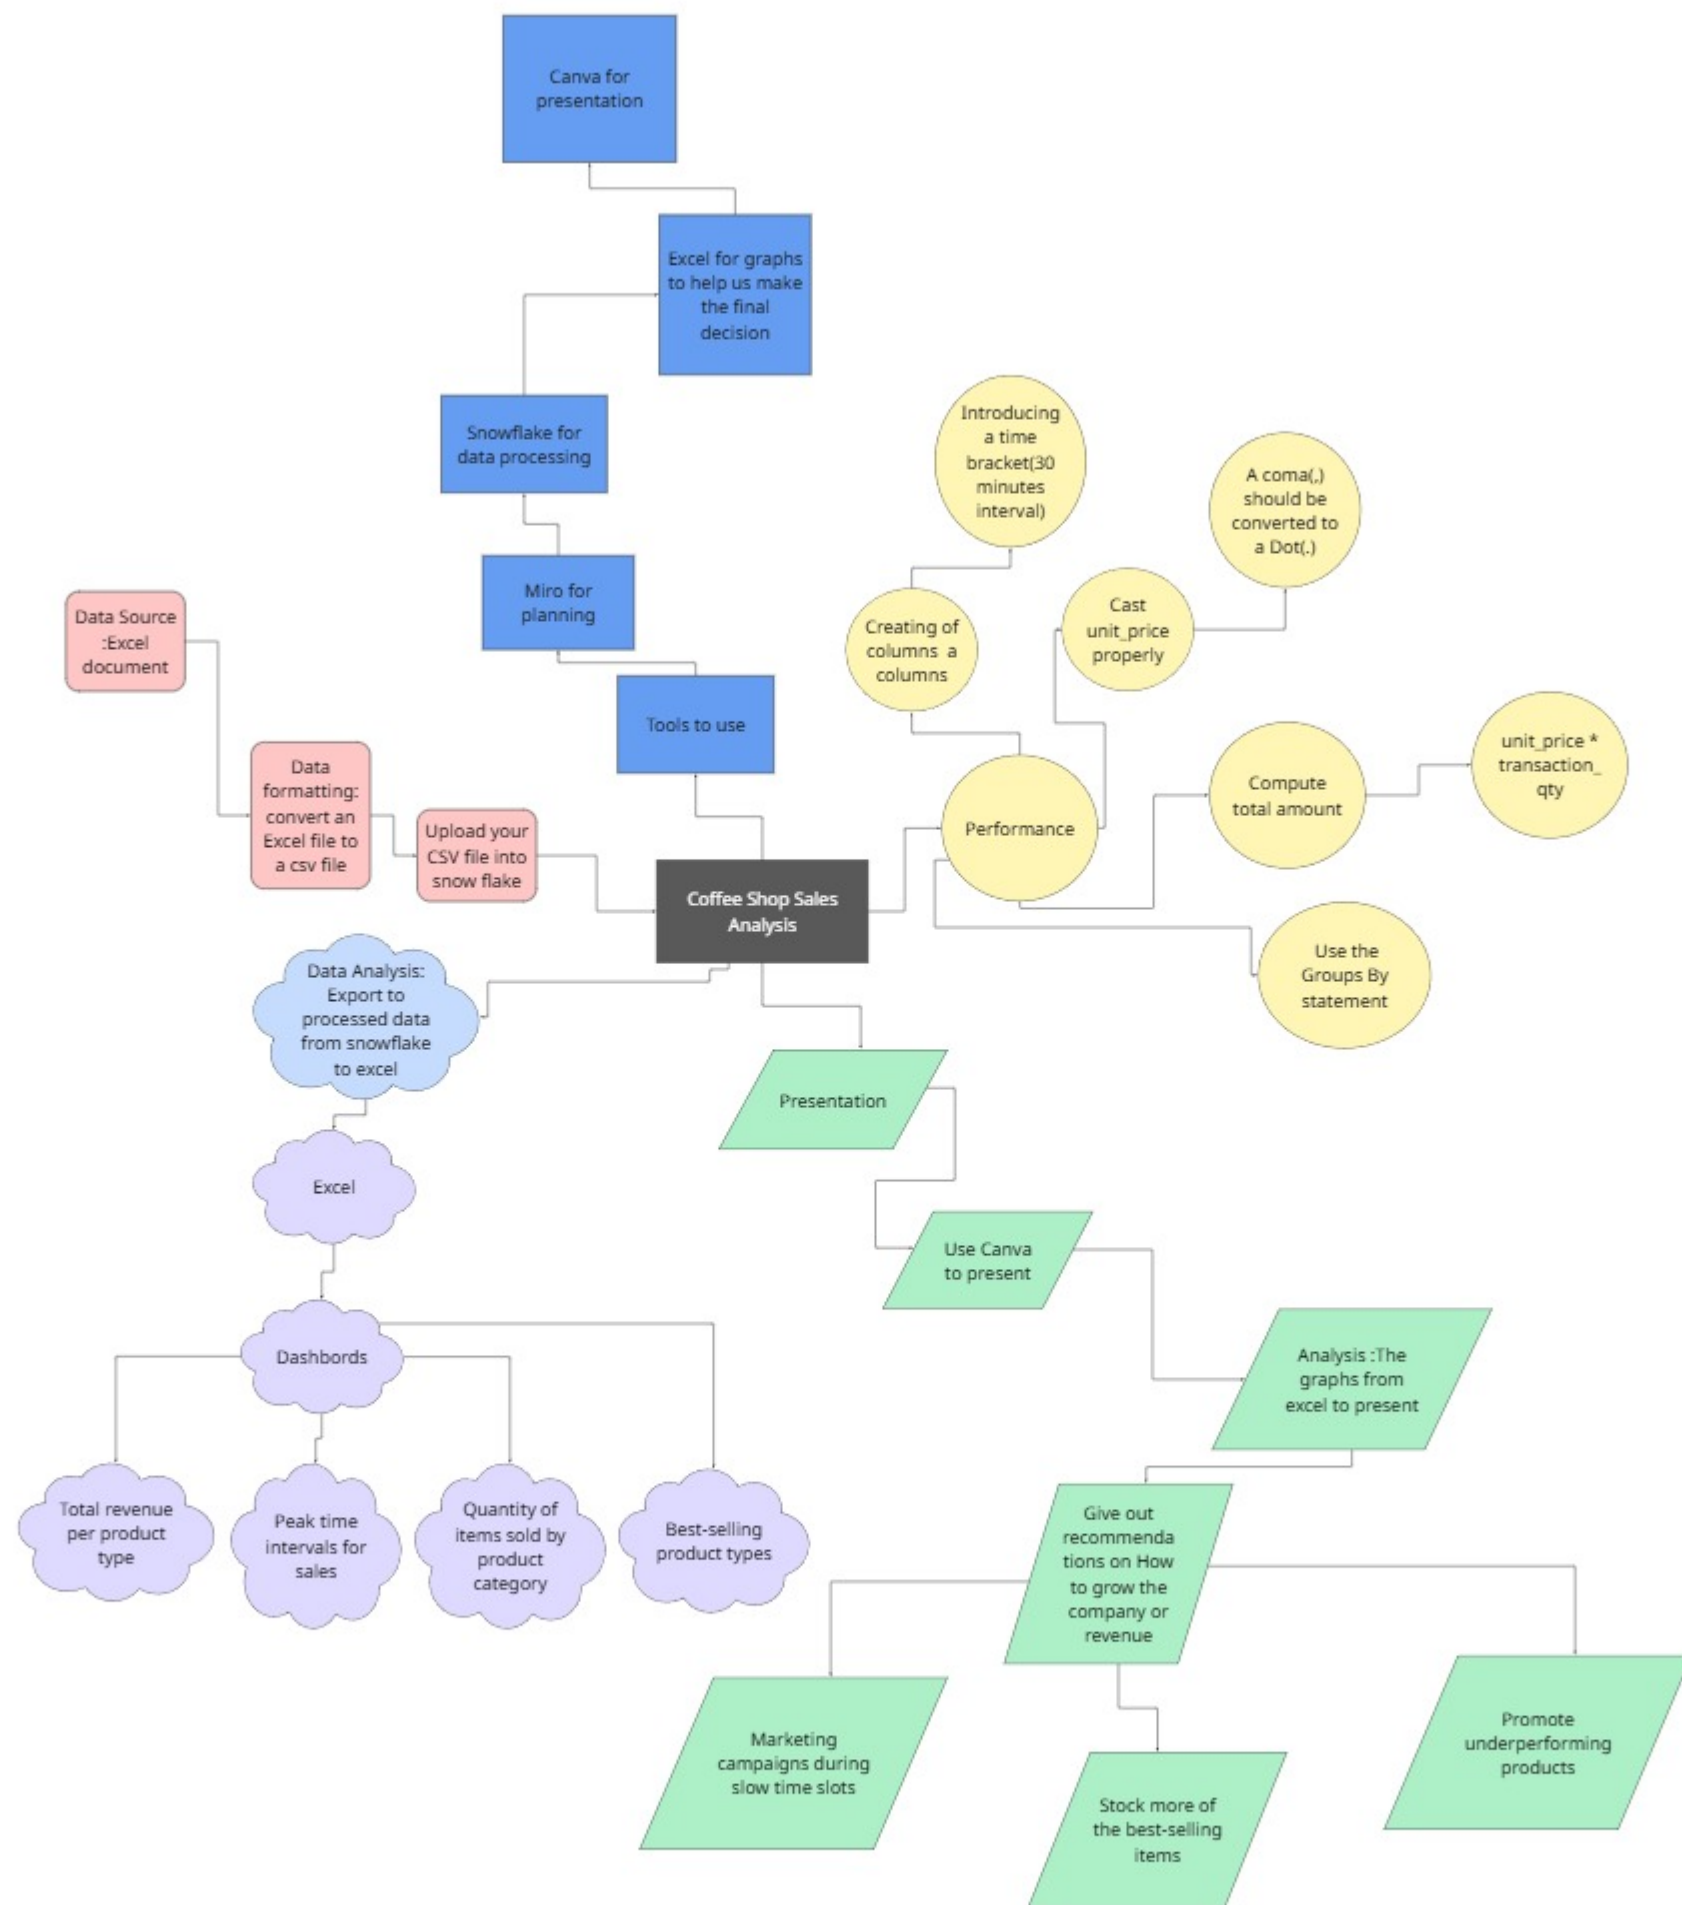 Canva for
presentation
Excel for graphs
to help us make
the final
decision
Snowflake for
data processing
Miro for
planning
Tools to use
Data Source
:Excel
document
Data
formatting:
convert an
Excel file to
a csv file
Upload your
CSV file into
snow flake
Coffee Shop Sales
Analysis
Introducing
a time
bracket(30
minutes
interval)
Creating of
columns a
columns
A coma(,)
should be
converted to
a Dot(.)
Cast
unit_price
properly
Performance
Compute
total amount
unit_price *
transaction_
qty
Use the
Groups By
statement
Data Analysis:
Export to
processed data
from snowflake
to excel
Excel
Dashbords
Total revenue
per product
type
Peak time
intervals for
sales
Quantity of
items sold by
product
category
Best-selling
product types
Presentation
Use Canva
to present
Analysis :The
graphs from
excel to present
Give out
recommenda
tions on How
to grow the
company or
revenue
Marketing
campaigns during
slow time slots
Stock more of
the best-selling
items
Promote
underperforming
products